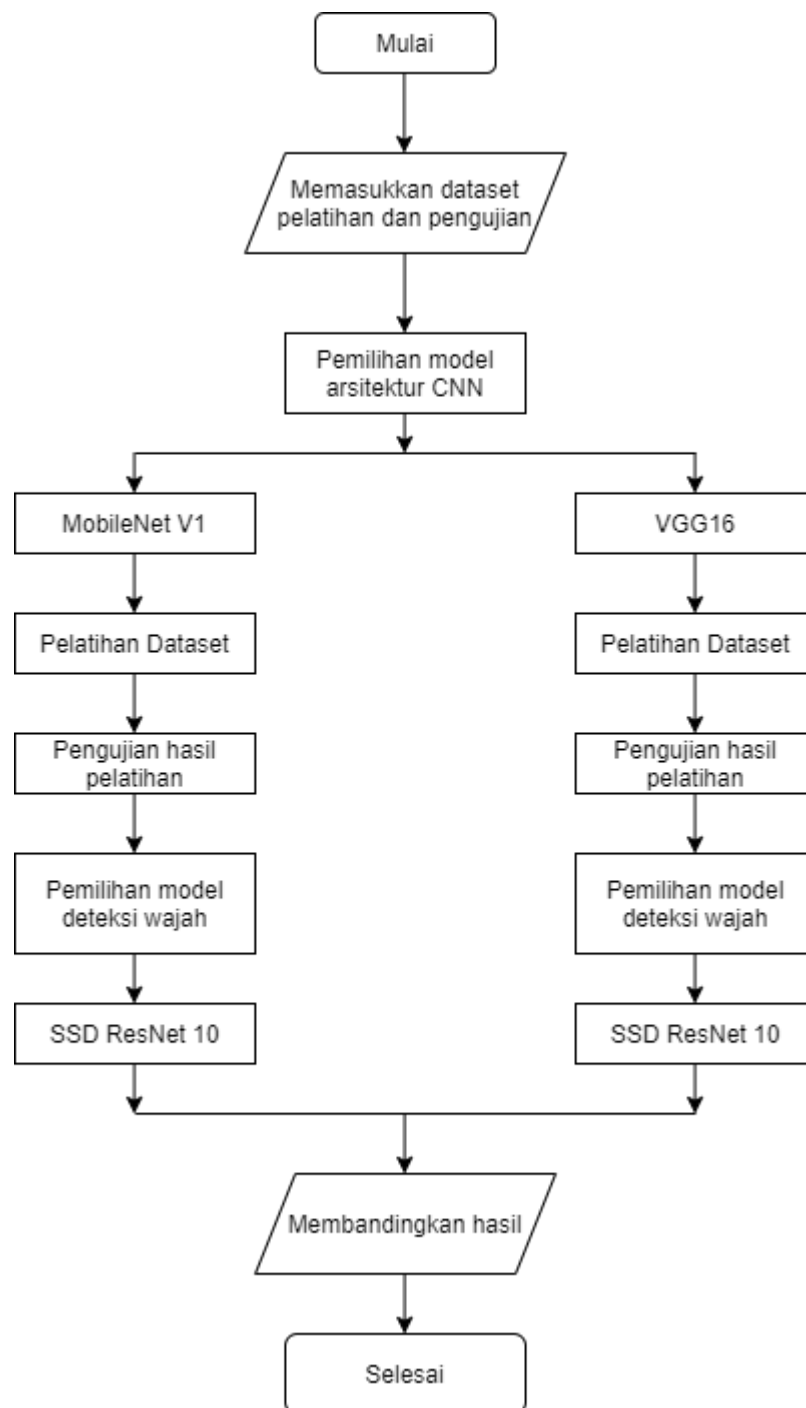 Mulai
Memasukkan dataset
pelatihan dan pengujian
Pemilihan model
arsitektur CNN
MobileNet V1
Pelatihan Dataset
Pengujian hasil
pelatihan
Pemilihan model
deteksi wajah
SSD ResNet 10
VGG16
Pelatihan Dataset
Pengujian hasil
pelatihan
Pemilihan model
deteksi wajah
SSD ResNet 10
Membandingkan hasil
Selesai